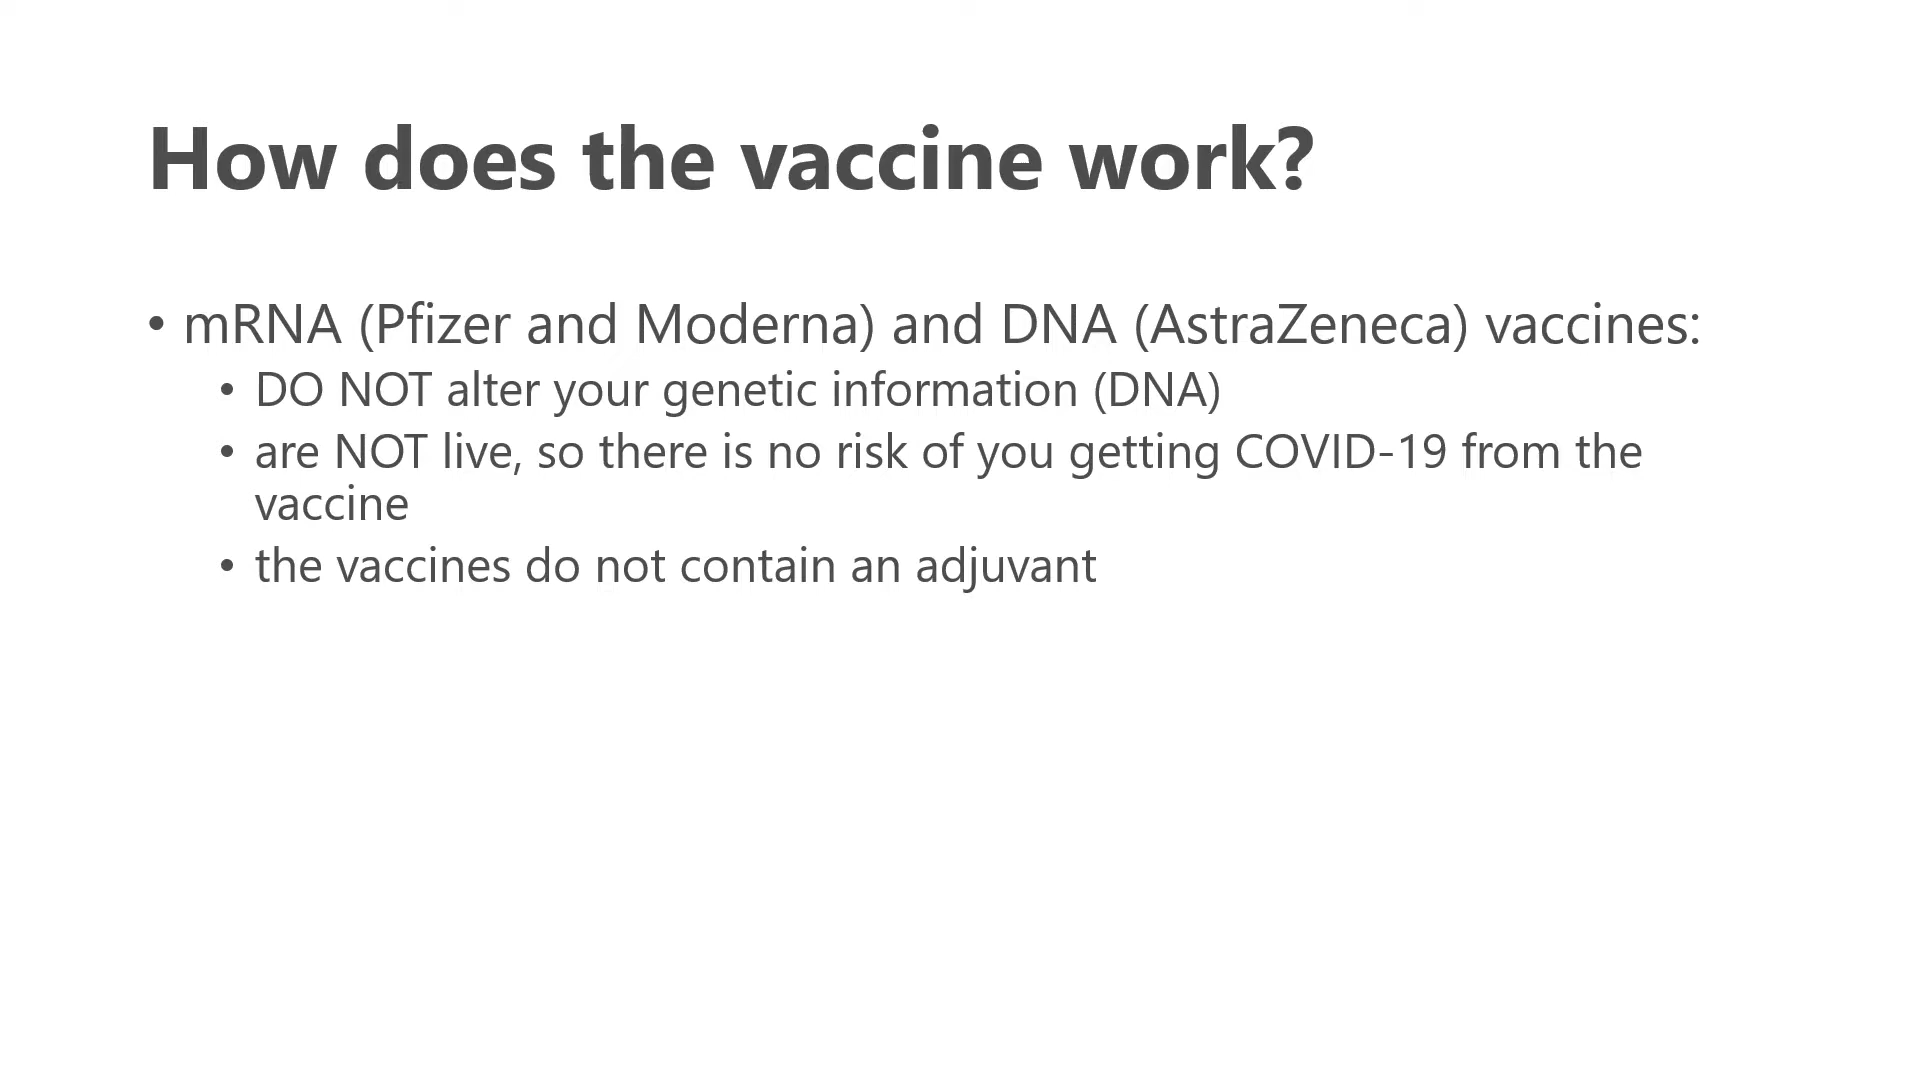 How does the vaccine work?
• mRNA (Pfizer and Moderna) and DNA (AstraZeneca) vaccines:
• DO NOT alter your genetic information (DNA)
• are NOT live, so there is no risk of you getting COVID-19 from the
vaccine
• the vaccines do not contain an adjuvant